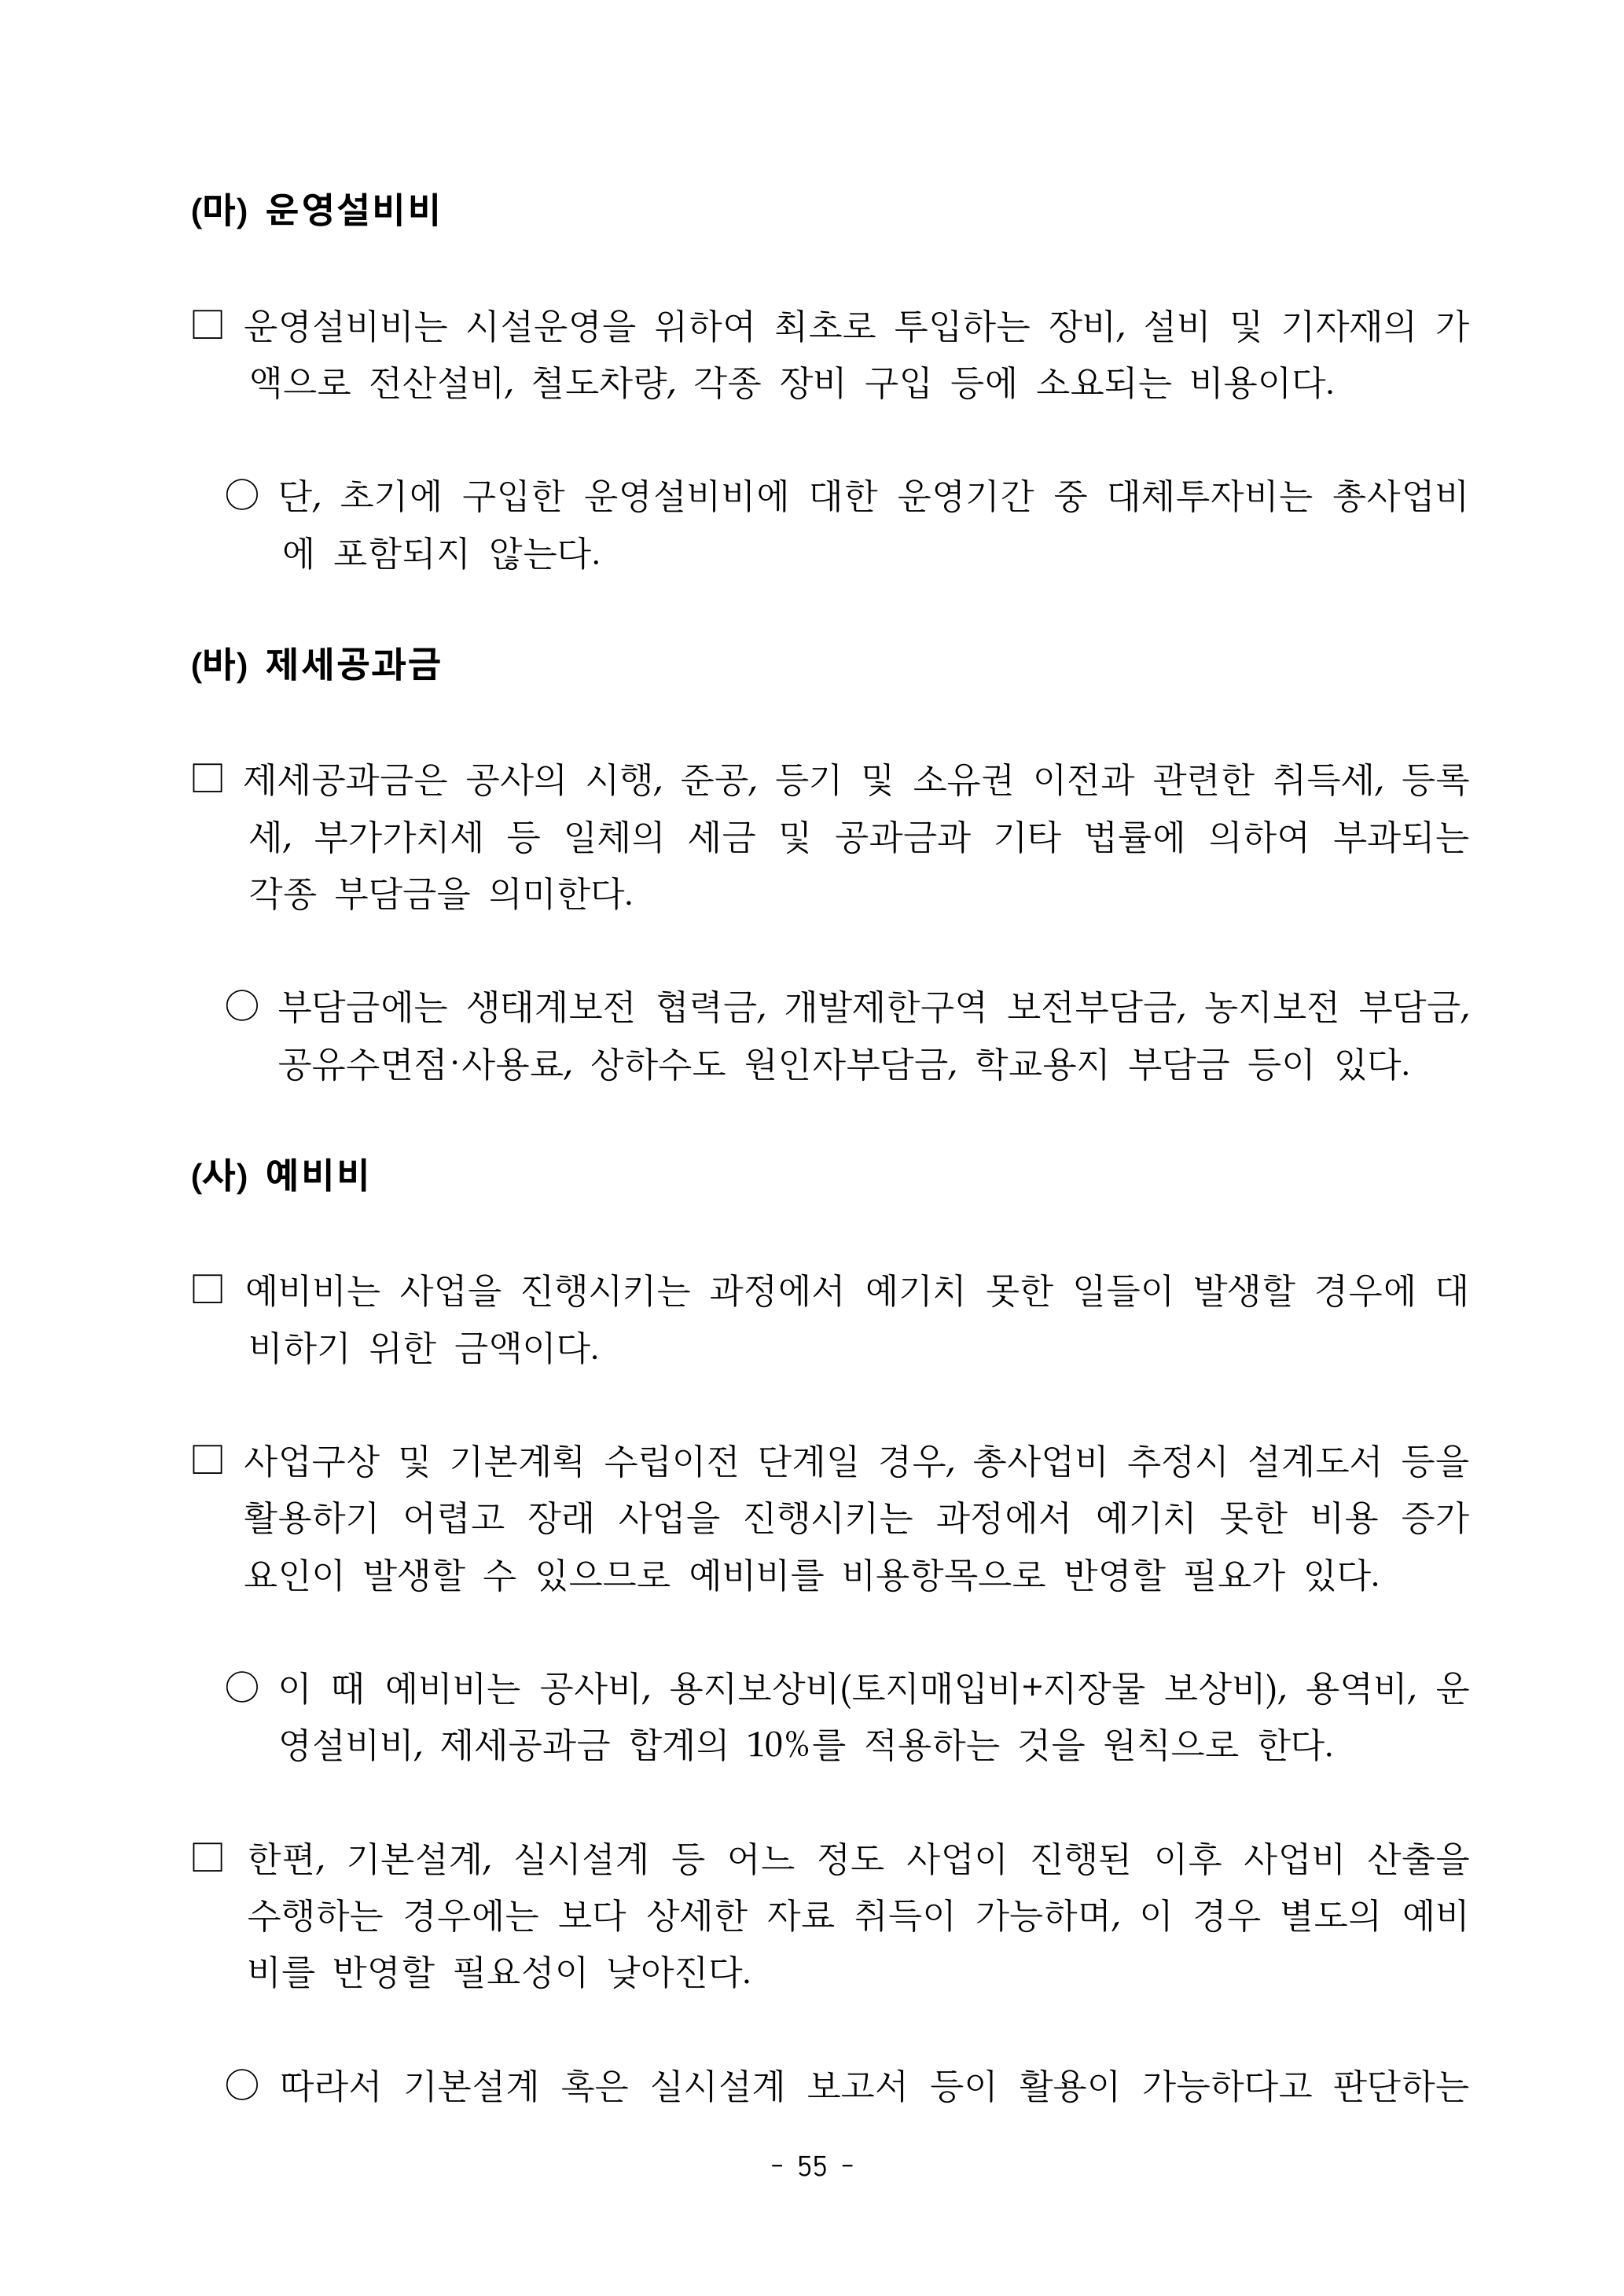 (마) 운영설비비
□ 운영설비비는 시설운영을 위하여 최초로 투입하는 장비, 설비 및 기자재의 가
액으로 전산설비, 철도차량, 각종 장비 구입 등에 소요되는 비용이다.
○ 단, 초기에 구입한 운영설비비에 대한 운영기간 중 대체투자비는 총사업비
에 포함되지 않는다.
(바) 제세공과금
□ 제세공과금은 공사의 시행, 준공, 등기 및 소유권 이전과 관련한 취득세, 등록
세, 부가가치세 등 일체의 세금 및 공과금과 기타 법률에 의하여 부과되는
각종 부담금을 의미한다.
○ 부담금에는 생태계보전 협력금, 개발제한구역 보전부담금, 농지보전 부담금,
공유수면점·사용료, 상하수도 원인자부담금, 학교용지 부담금 등이 있다.
(사) 예비비
□ 예비비는 사업을 진행시키는 과정에서 예기치 못한 일들이 발생할 경우에 대
비하기 위한 금액이다.
□ 사업구상 및 기본계획 수립이전 단계일 경우, 총사업비 추정시 설계도서 등을
활용하기 어렵고 장래 사업을 진행시키는 과정에서 예기치 못한 비용 증가
요인이 발생할 수 있으므로 예비비를 비용항목으로 반영할 필요가 있다.
○ 이 때 예비비는 공사비, 용지보상비(토지매입비+지장물 보상비), 용역비, 운
영설비비, 제세공과금 합계의 10%를 적용하는 것을 원칙으로 한다.
□ 한편, 기본설계, 실시설계 등 어느 정도 사업이 진행된 이후 사업비 산출을
수행하는 경우에는 보다 상세한 자료 취득이 가능하며, 이 경우 별도의 예비
비를 반영할 필요성이 낮아진다.
○ 따라서 기본설계 혹은 실시설계 보고서 등이 활용이 가능하다고 판단하는
- 55 -